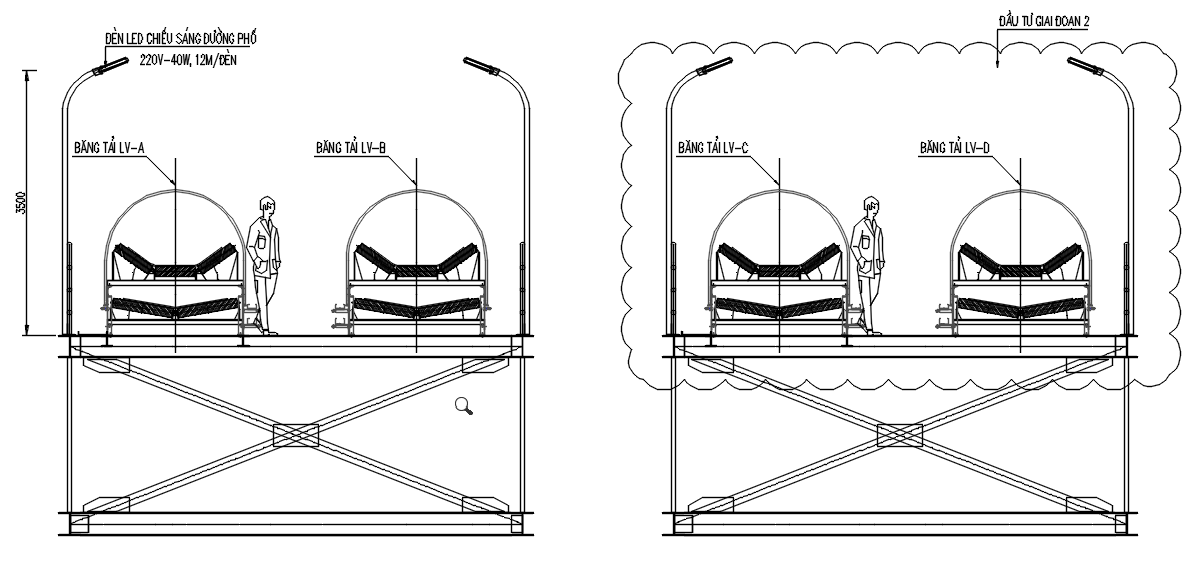 ĐÈN LED CHIẾU SÁNG ĐƯỜNG PHỐ
220V-40W, 12M/ĐÈN
ĐẦU TƯ GIAI ĐOẠN 2
BĂNG TẢI LV-A
BĂNG TẢI LV-B
BĂNG TẢI LV-C
BĂNG TẢI LV-D
3500